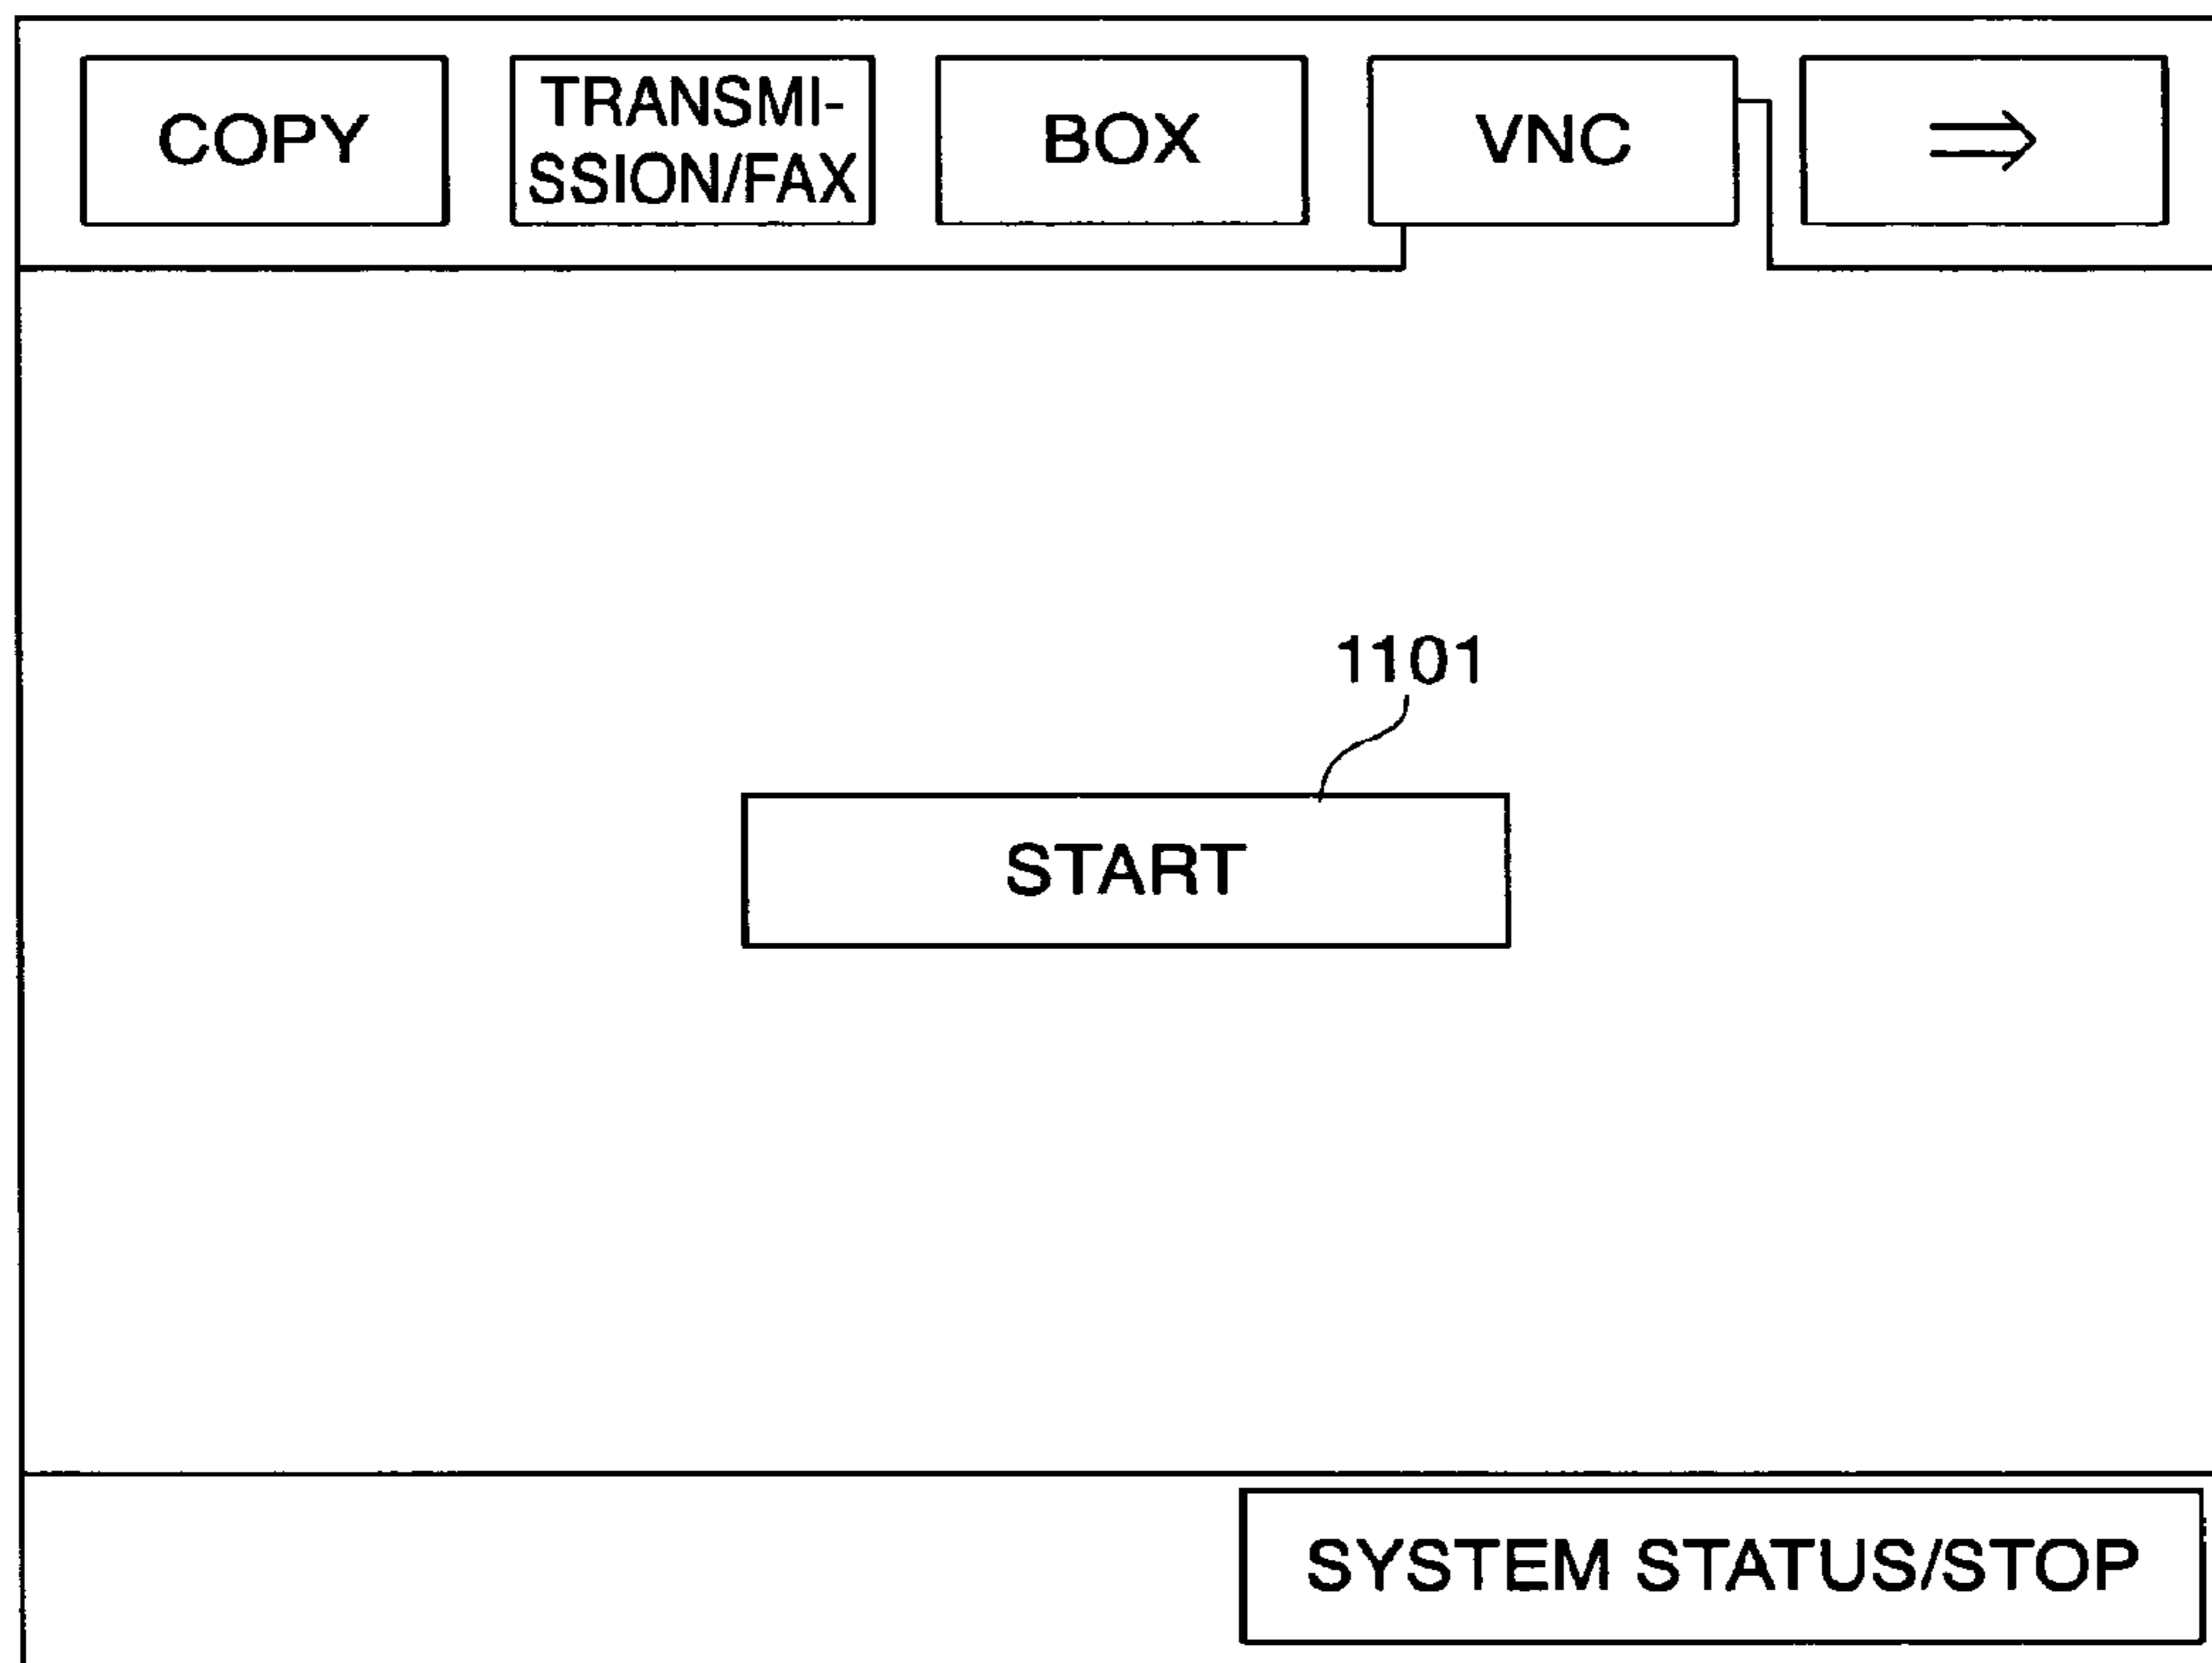 COPY
TRANSMI-
SSION/FAX
BOX
VNC
⇒
1101
START
SYSTEM STATUS/STOP